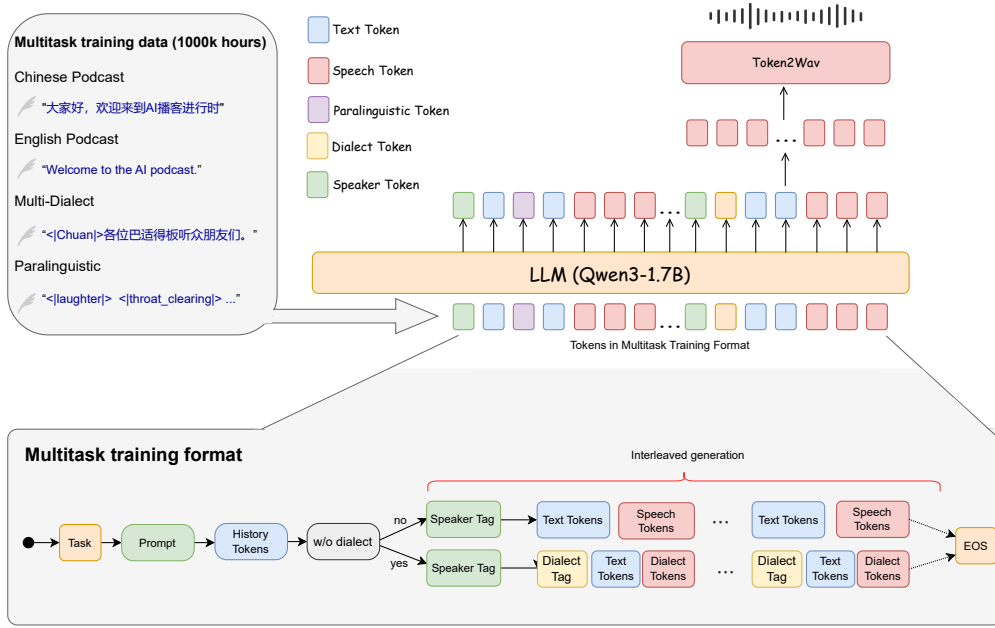 Multitask training data (1000k hours)
Chinese Podcast
"大家好，欢迎来到AI播客进行时"
English Podcast
“Welcome to the AI podcast.”
Multi-Dialect
“<|Chuan|>各位巴适得板听众朋友们。”
Paralinguistic
“<|laughter|> <|throat_clearing|> ...”
Text Token
Speech Token
Paralinguistic Token
Dialect Token
Speaker Token
Token2Wav
...
...
LLM (Qwen3-1.7B)
...
Tokens in Multitask Training Format
Multitask training format
Interleaved generation
Task
Prompt
History
Tokens
w/o dialect
no
yes
Speaker Tag
Text Tokens
Speech
Tokens
...
Text Tokens
Speech
Tokens
Speaker Tag
Dialect
Tag
Text
Tokens
Dialect
Tokens
...
Dialect
Tag
Text
Tokens
Dialect
Tokens
EOS